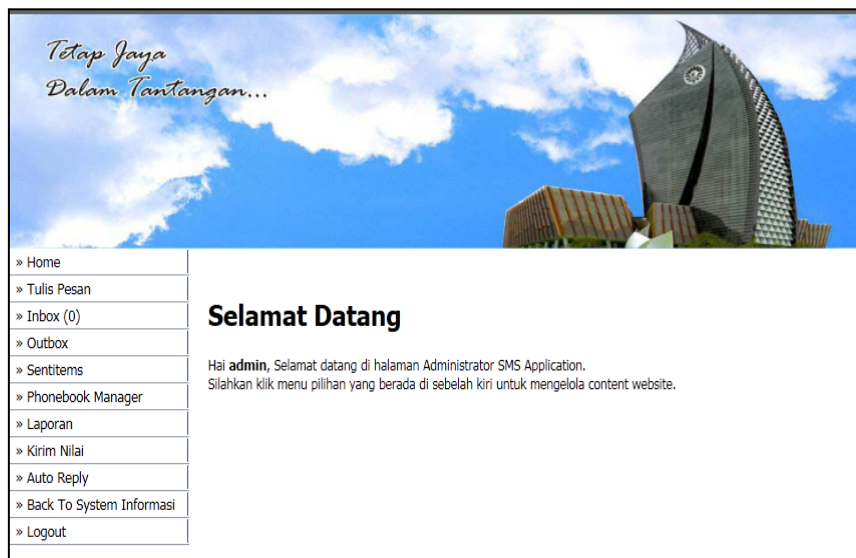 Tetap Jaya
Dalam Tantangan...
» Home
» Tulis Pesan
» Inbox (0)
» Outbox
» Sentitems
» Phonebook Manager
» Laporan
» Kirim Nilai
» Auto Reply
» Back To System Informasi
» Logout
Selamat Datang
Hai admin, Selamat datang di halaman Administrator SMS Application.
Silahkan klik menu pilihan yang berada di sebelah kiri untuk mengelola content website.